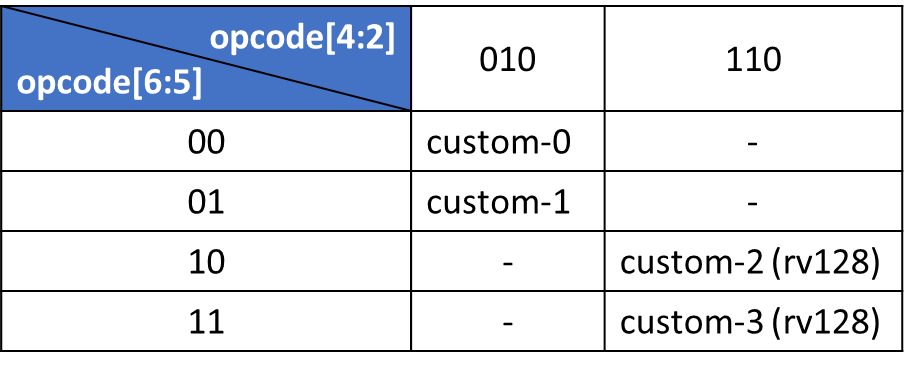 opcode[4:2]
opcode[6:5]
010
110
00 custom-0 -
01 custom-1 -
10 - custom-2 (rv128)
11 - custom-3 (rv128)